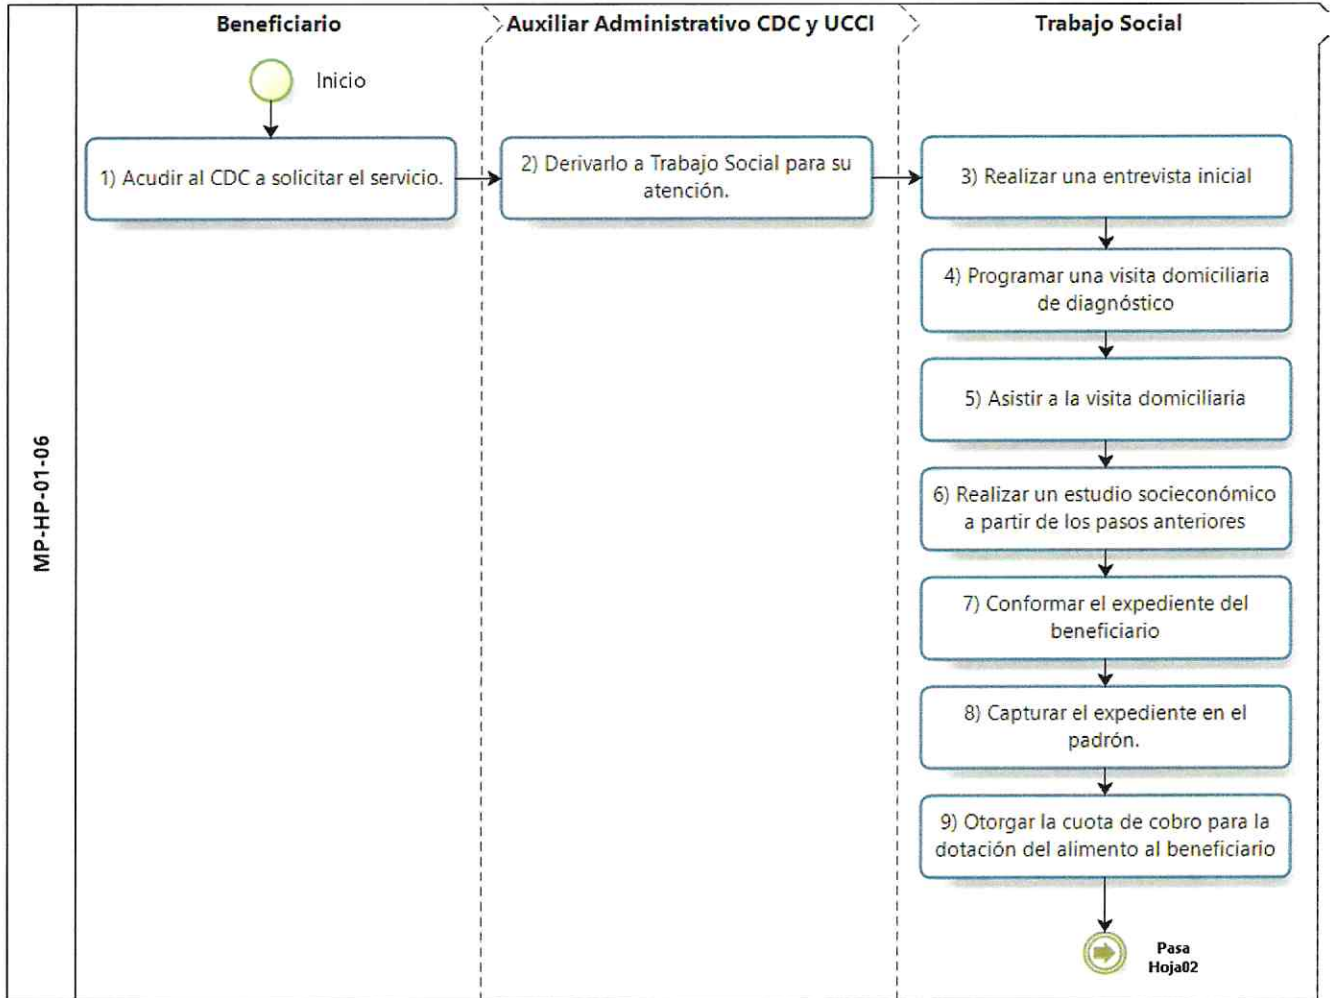 Beneficiario
Auxiliar Administrativo CDC y UCCI
Trabajo Social
Inicio
1) Acudir al CDC a solicitar el servicio.
2) Derivarlo a Trabajo Social para su
atención.
3) Realizar una entrevista inicial
4) Programar una visita domiciliaria
de diagnóstico
5) Asistir a la visita domiciliaria
6) Realizar un estudio socieconómico
a partir de los pasos anteriores
7) Conformar el expediente del
beneficiario
8) Capturar el expediente en el
padrón.
9) Otorgar la cuota de cobro para la
dotación del alimento al beneficiario
Pasa
Hoja02
MP-HP-01-06